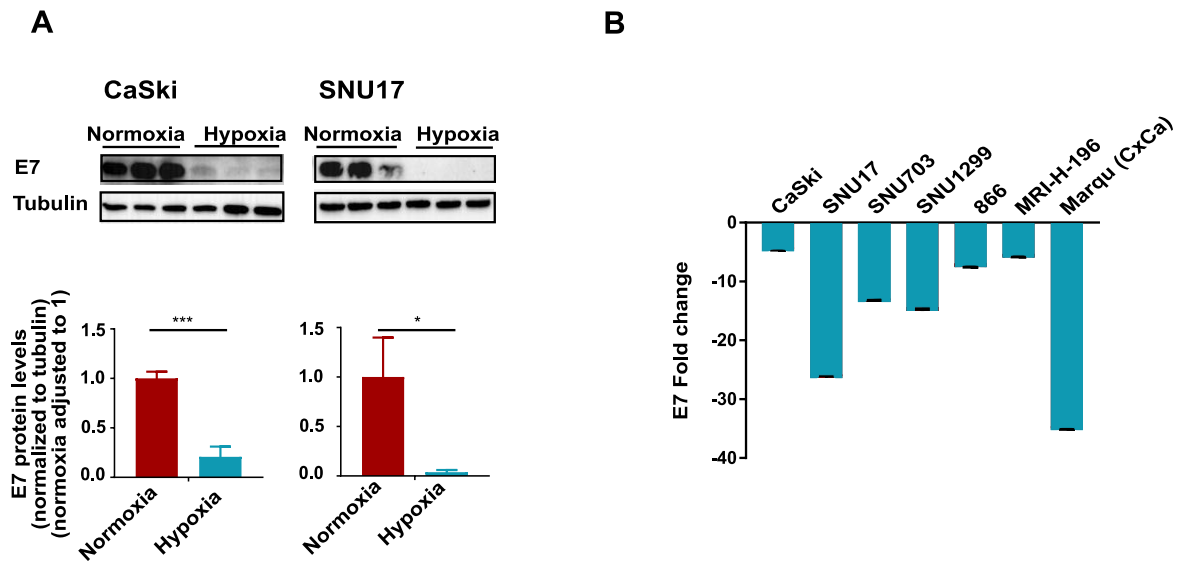 A
B
CaSki
SNU17
Normoxia
Hypoxia
Normoxia
Hypoxia
E7
Tubulin
E7 protein levels
(normalized to tubulin)
(normoxia adjusted to 1)
1.5
1.0
0.5
0.0
***
Normoxia
Hypoxia
1.5
1.0
0.5
0.0
*
Normoxia
Hypoxia
CaSki
SNU17
SNU703
SNU1299
866
MRI-H-196
Marqu (CxCa)
E7 Fold change
0
-10
-20
-30
-40